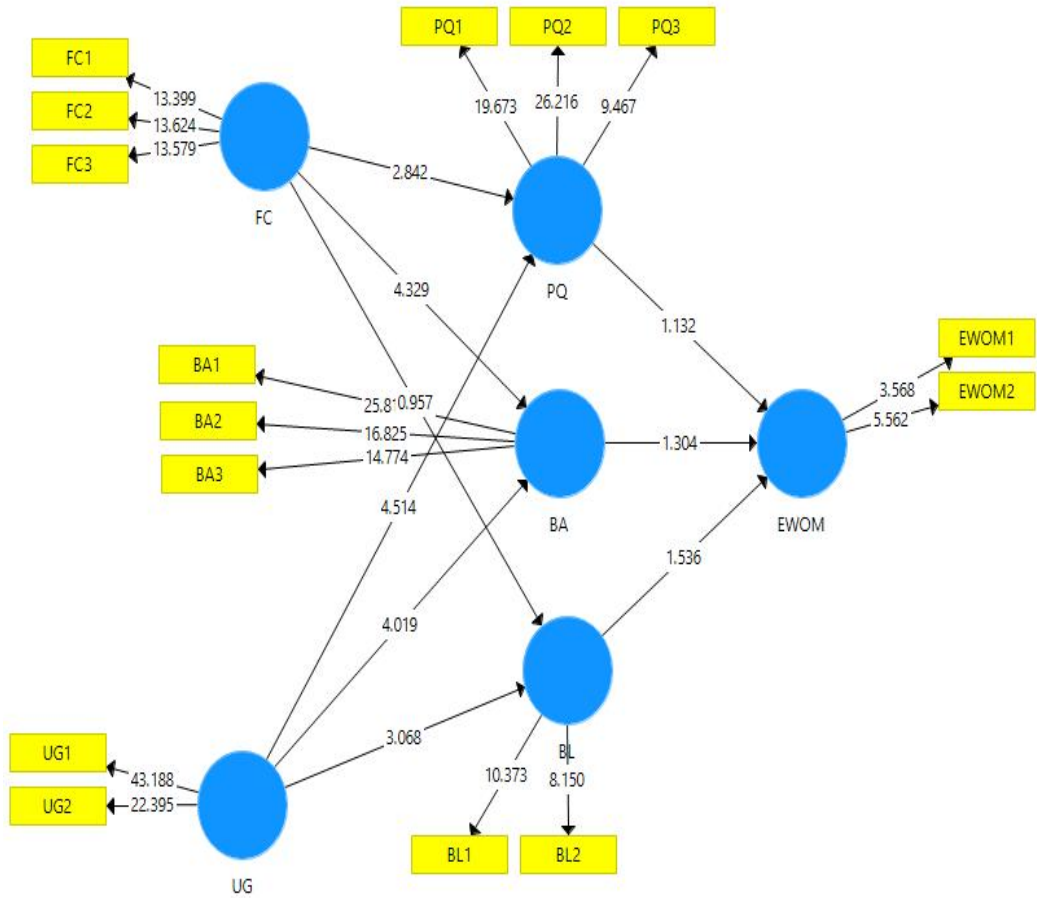 PQ1 PQ2 PQ3
FC1
FC2
FC3
13.399
13.624
13.579
19.673 26.216 9.467
2.842
FC
PQ
4.329
1.132
BA1
BA2
BA3
0.957
16.825
14.774
1.304
EWOM1
EWOM2
3.568
5.562
4.514
BA
EWOM
1.536
4.019
3.068
UG1
UG2
43.188
22.395
BL
10.373 8.150
BL1 BL2
UG